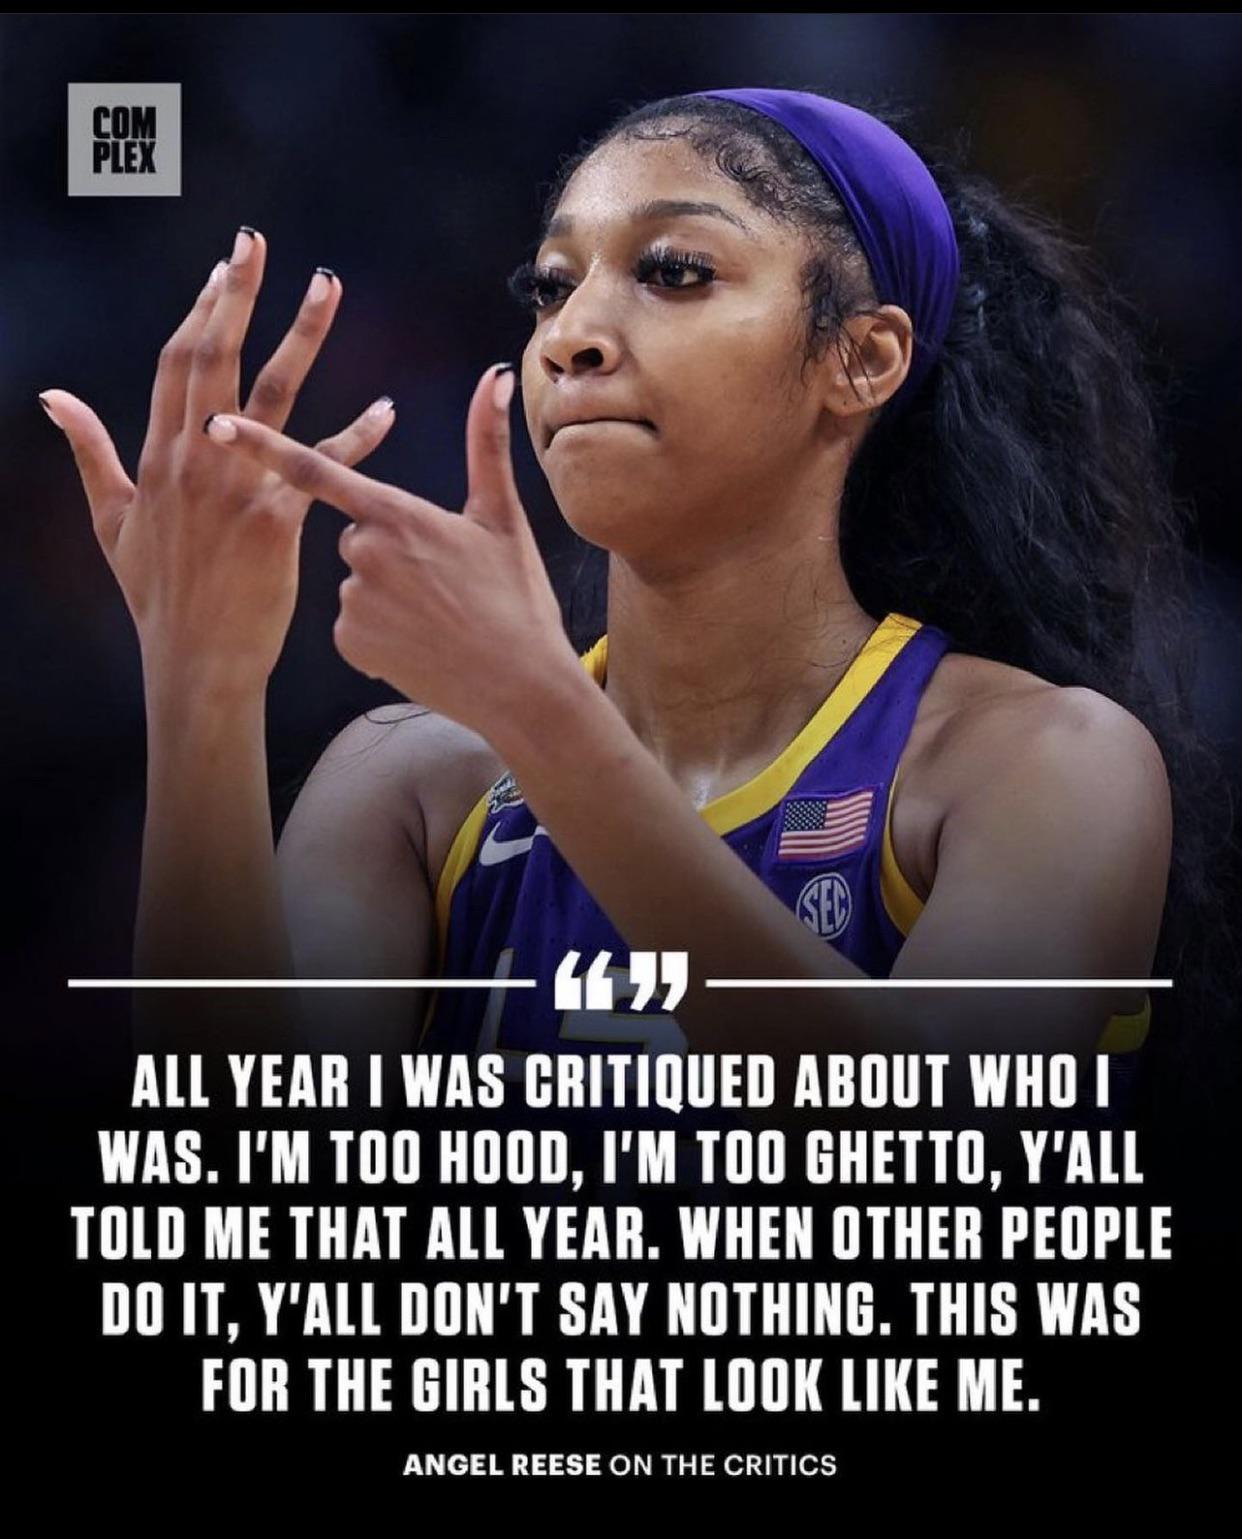 COM
PLEX
SEC
LS
“”
ALL YEAR I WAS CRITIQUED ABOUT WHO I
WAS. I'M TOO HOOD, I'M TOO GHETTO, Y'ALL
TOLD ME THAT ALL YEAR. WHEN OTHER PEOPLE
DO IT, Y'ALL DON'T SAY NOTHING. THIS WAS
FOR THE GIRLS THAT LOOK LIKE ME.
ANGEL REESE ON THE CRITICS